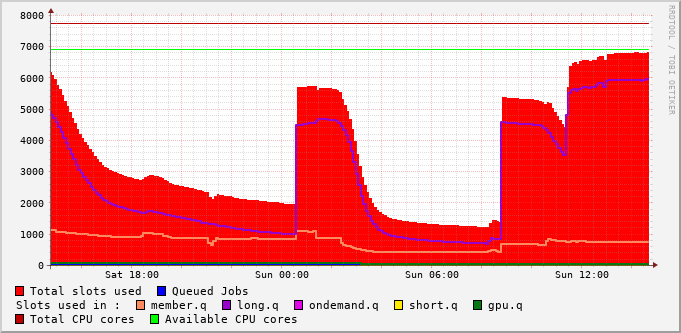 8000
7000
6000
5000
4000
3000
2000
1000
0
Sat 18:00 Sun 00:00 Sun 06:00 Sun 12:00
RRDTOOL / TOBI OETIKER
Total slots used Queued Jobs
Slots used in : member.q long.q ondemand.q short.q gpu.q
Total CPU cores Available CPU cores